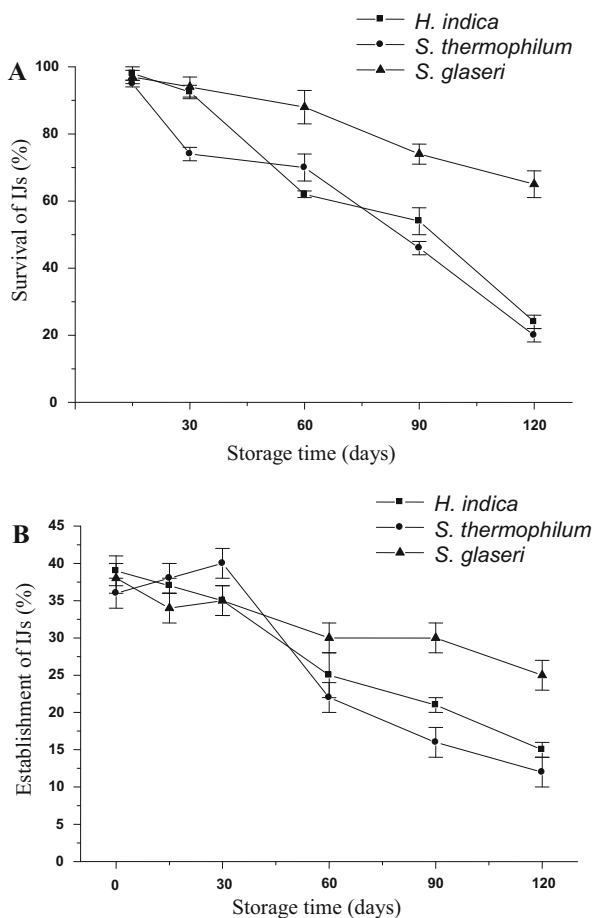 H. indica
S. thermophilum
S. glaseri
A
100
80
60
40
20
0
Survival of IJs (%)
30
60
90
120
Storage time (days)
H. indica
S. thermophilum
S. glaseri
B
45
40
35
30
25
20
15
10
5
0
Establishment of IJs (%)
0
15
30
60
90
120
Storage time (days)